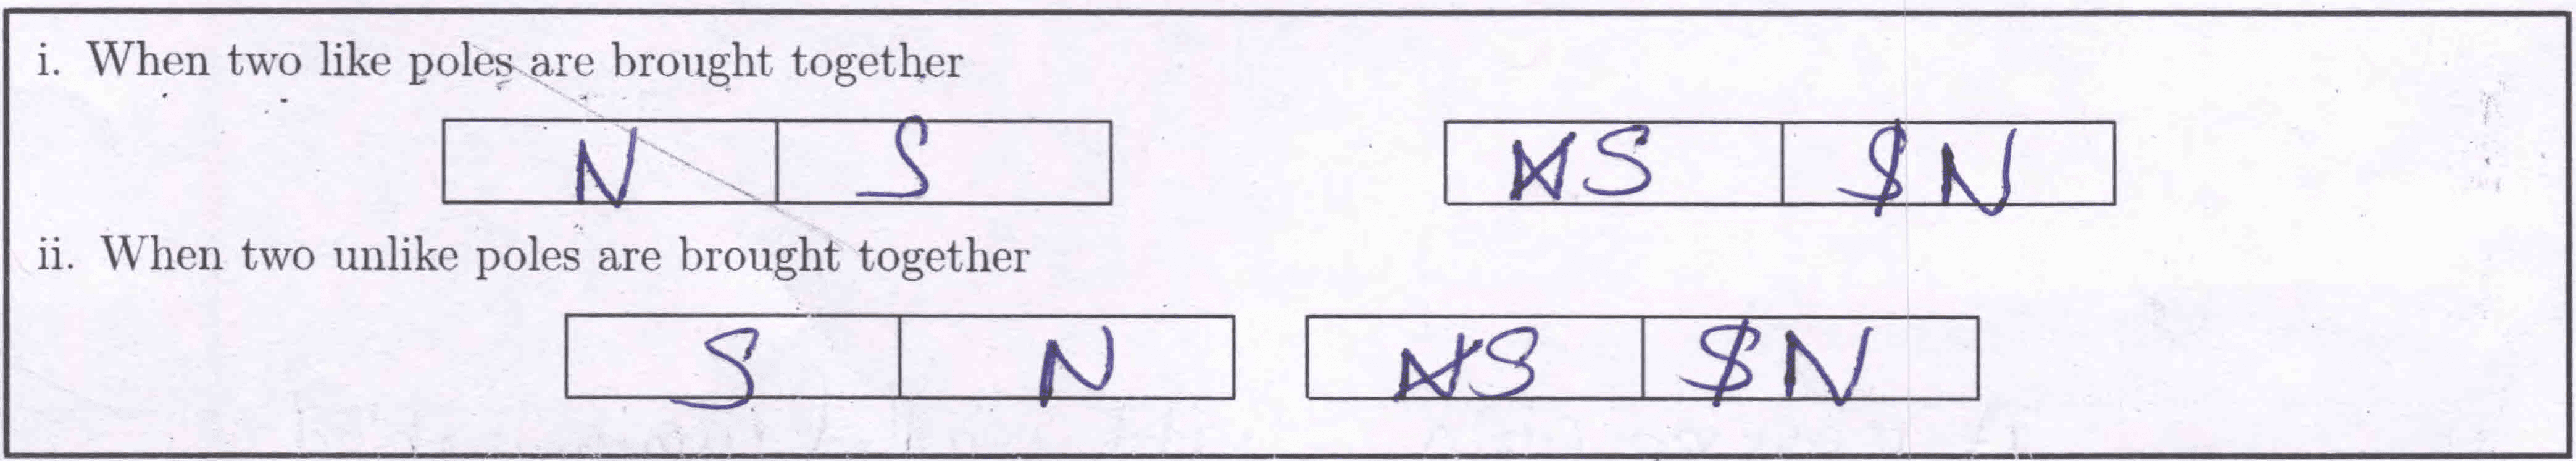 i. When two like poles are brought together
N S S N
ii. When two unlike poles are brought together
S N S N